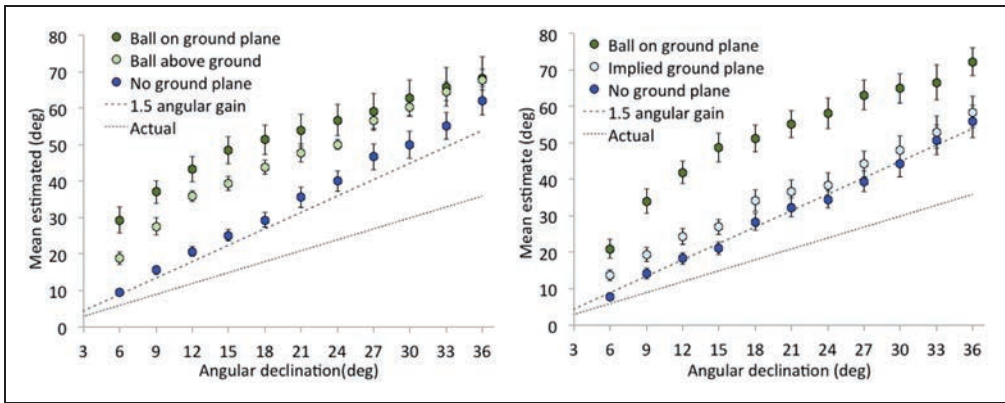 80
70
60
50
40
30
20
10
0
Mean estimated (deg)
Ball on ground plane
Ball above ground
No ground plane
1.5 angular gain
Actual
3 6 9 12 15 18 21 24 27 30 33 36
Angular declination(deg)
80
70
60
50
40
30
20
10
0
Mean estimate (deg)
Ball on ground plane
Implied ground plane
No ground plane
1.5 angular gain
Actual
3 6 9 12 15 18 21 24 27 30 33 36
Angular declination (deg)